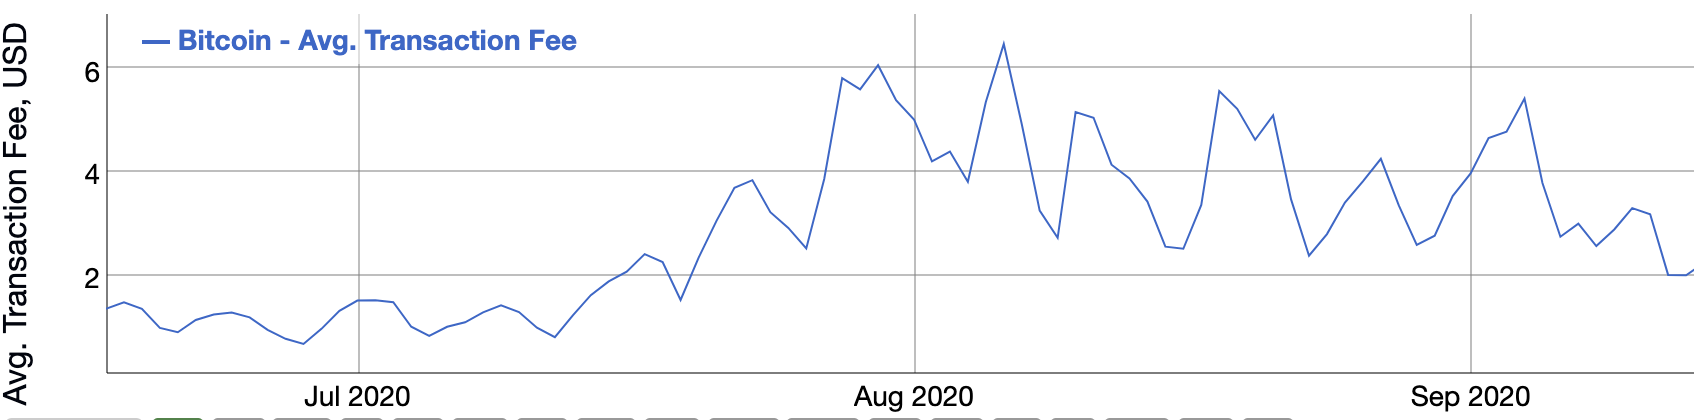 Avg. Transaction Fee, USD
Bitcoin - Avg. Transaction Fee
6
4
2
Jul 2020
Aug 2020
Sep 2020